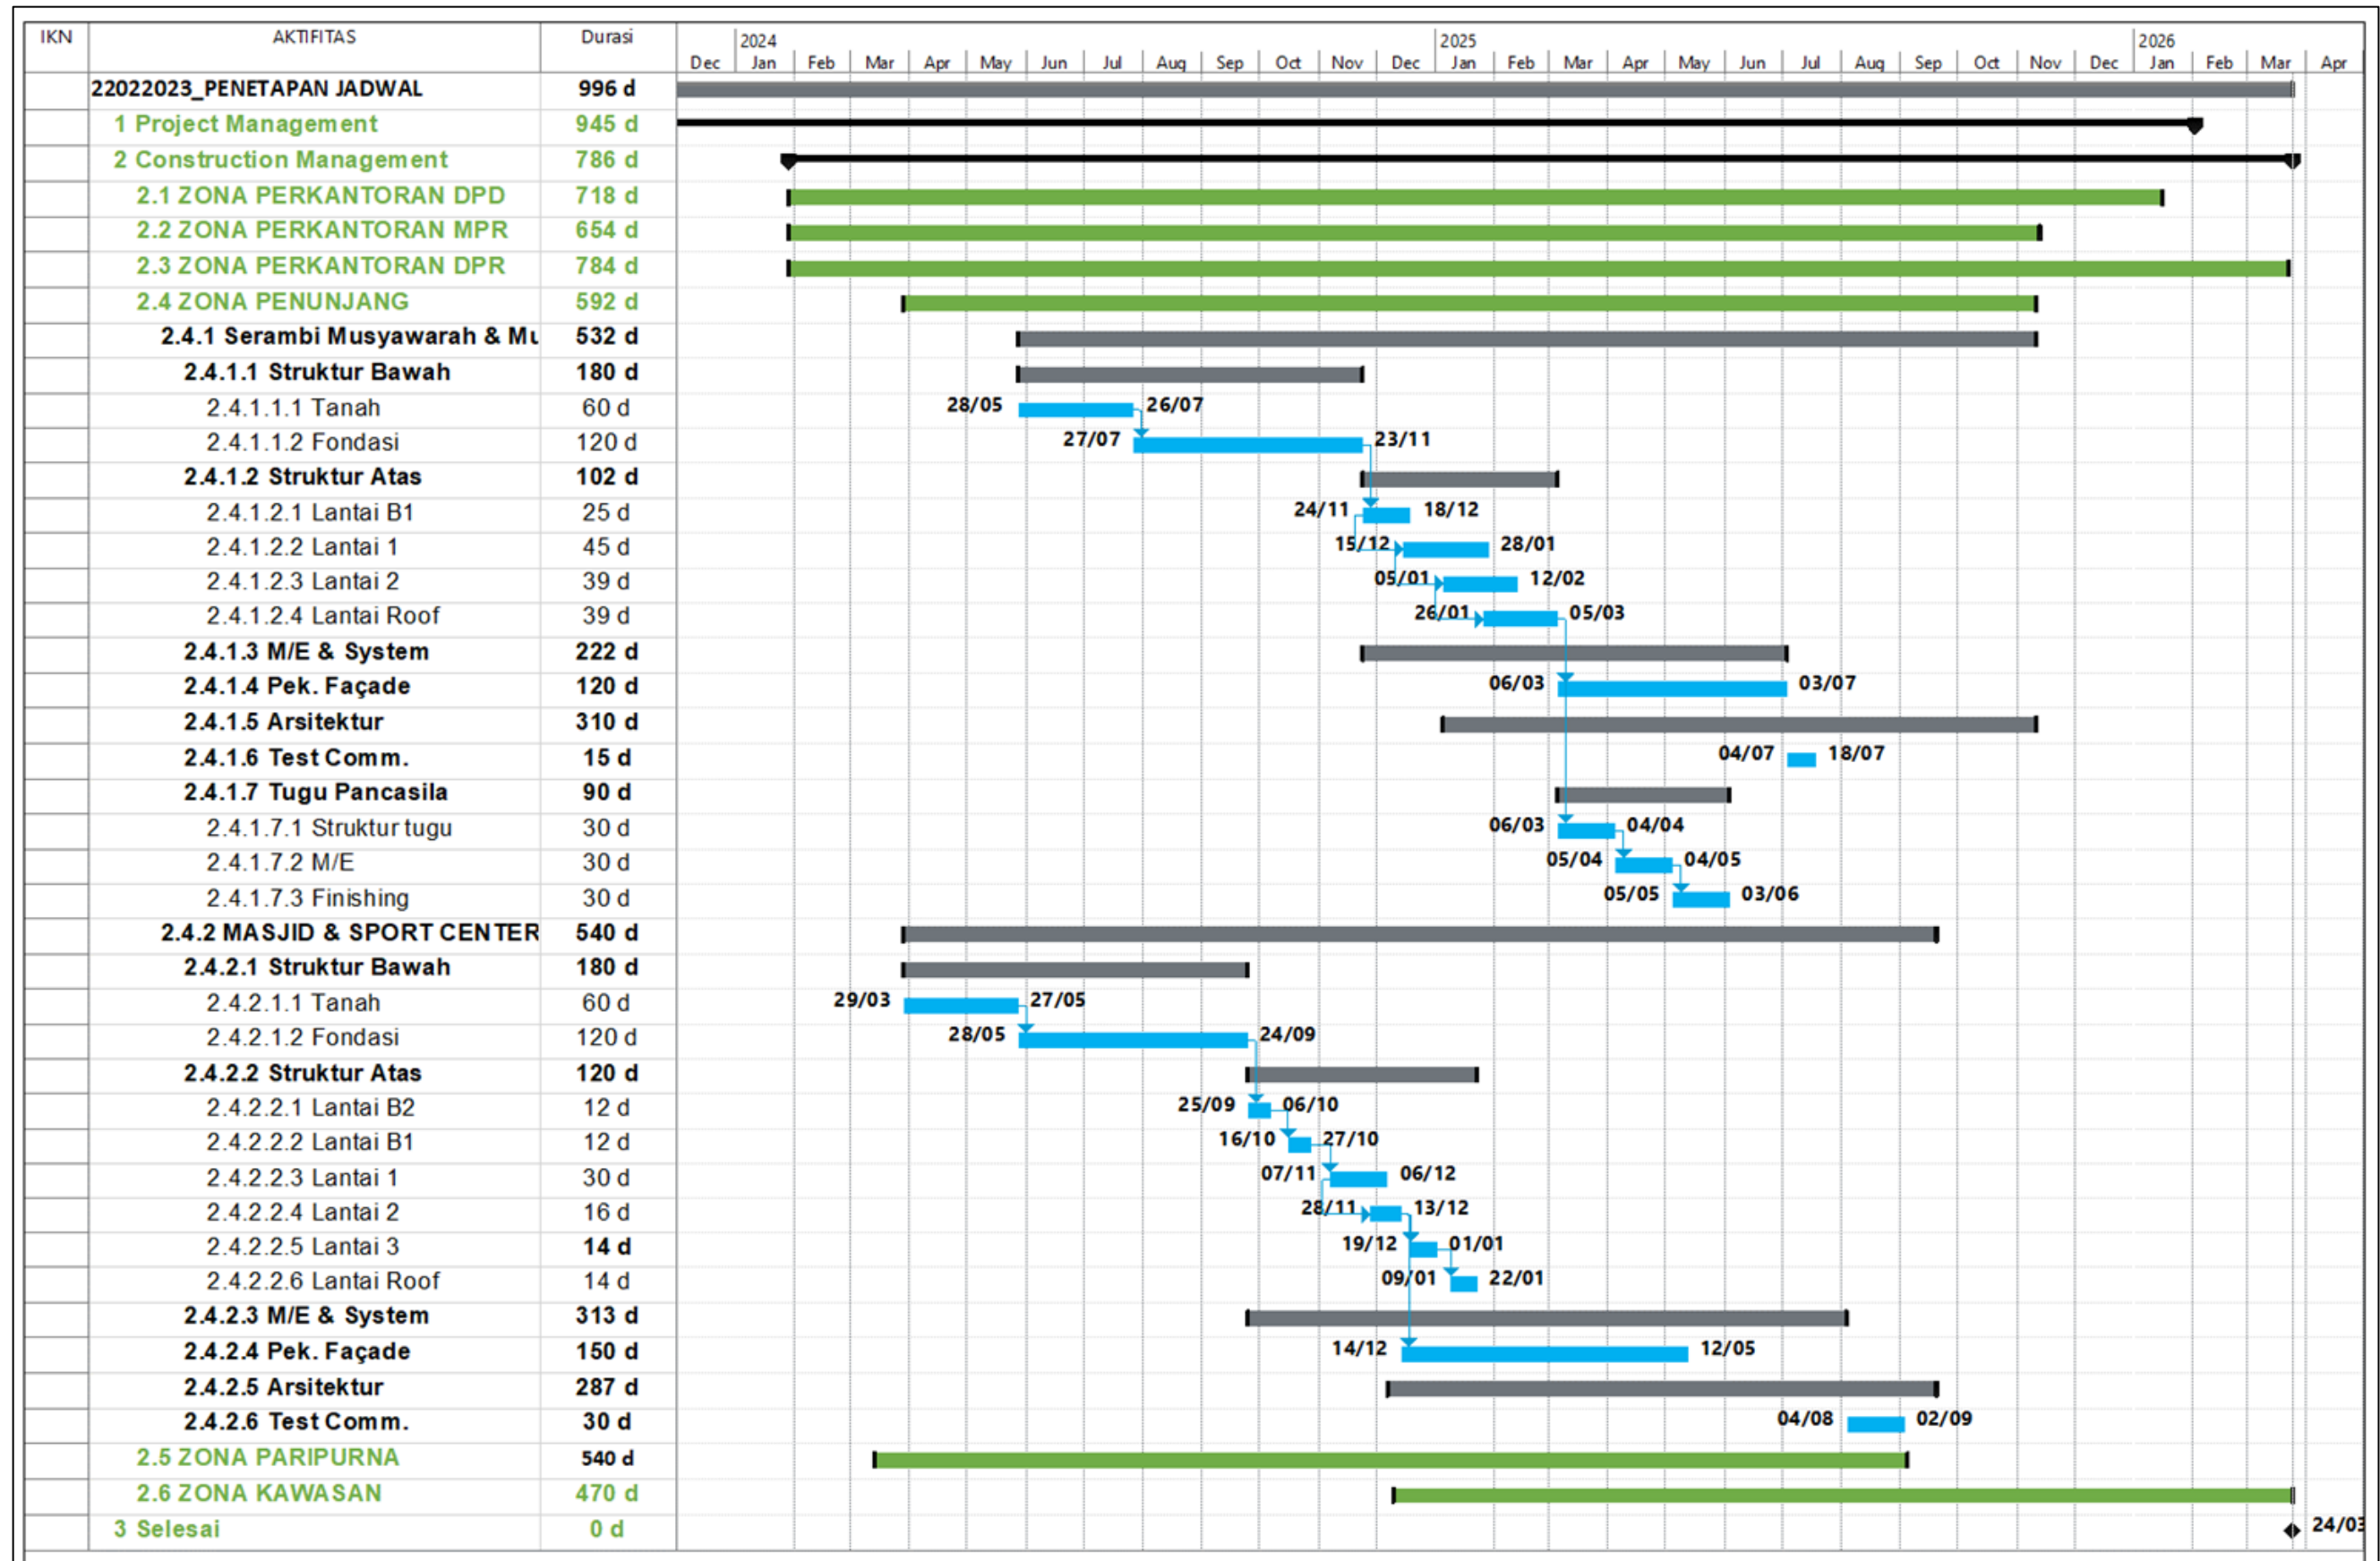 IKN AKTIFITAS Durasi 2024 2025 2026
Dec Jan Feb Mar Apr May Jun Jul Aug Sep Oct Nov Dec Jan Feb Mar Apr May Jun Jul Aug Sep Oct Nov Dec Jan Feb Mar Apr
22022023_PENETAPAN JADWAL 996 d
1 Project Management 945 d
2 Construction Management 786 d
2.1 ZONA PERKANTORAN DPD 718 d
2.2 ZONA PERKANTORAN MPR 654 d
2.3 ZONA PERKANTORAN DPR 784 d
2.4 ZONA PENUNJANG 592 d
2.4.1 Serambi Musyawarah & Mu 532 d
2.4.1.1 Struktur Bawah 180 d
2.4.1.1.1 Tanah 60 d 28/05 26/07
2.4.1.1.2 Fondasi 120 d 27/07 23/11
2.4.1.2 Struktur Atas 102 d
2.4.1.2.1 Lantai B1 25 d 24/11 18/12
2.4.1.2.2 Lantai 1 45 d 15/12 28/01
2.4.1.2.3 Lantai 2 39 d 05/01 12/02
2.4.1.2.4 Lantai Roof 39 d 26/01 05/03
2.4.1.3 M/E & System 222 d
2.4.1.4 Pek. Façade 120 d 06/03 03/07
2.4.1.5 Arsitektur 310 d
2.4.1.6 Test Comm. 15 d 04/07 18/07
2.4.1.7 Tugu Pancasila 90 d
2.4.1.7.1 Struktur tugu 30 d 06/03 04/04
2.4.1.7.2 M/E 30 d 05/04 04/05
2.4.1.7.3 Finishing 30 d 05/05 03/06
2.4.2 MASJID & SPORT CENTER 540 d
2.4.2.1 Struktur Bawah 180 d
2.4.2.1.1 Tanah 60 d 29/03 27/05
2.4.2.1.2 Fondasi 120 d 28/05 24/09
2.4.2.2 Struktur Atas 120 d
2.4.2.2.1 Lantai B2 12 d 25/09 06/10
2.4.2.2.2 Lantai B1 12 d 16/10 27/10
2.4.2.2.3 Lantai 1 30 d 07/11 06/12
2.4.2.2.4 Lantai 2 16 d 28/11 13/12
2.4.2.2.5 Lantai 3 14 d 19/12 01/01
2.4.2.2.6 Lantai Roof 14 d 09/01 22/01
2.4.2.3 M/E & System 313 d
2.4.2.4 Pek. Façade 150 d 14/12 12/05
2.4.2.5 Arsitektur 287 d
2.4.2.6 Test Comm. 30 d 04/08 02/09
2.5 ZONA PARIPURNA 540 d
2.6 ZONA KAWASAN 470 d
3 Selesai 0 d 24/03